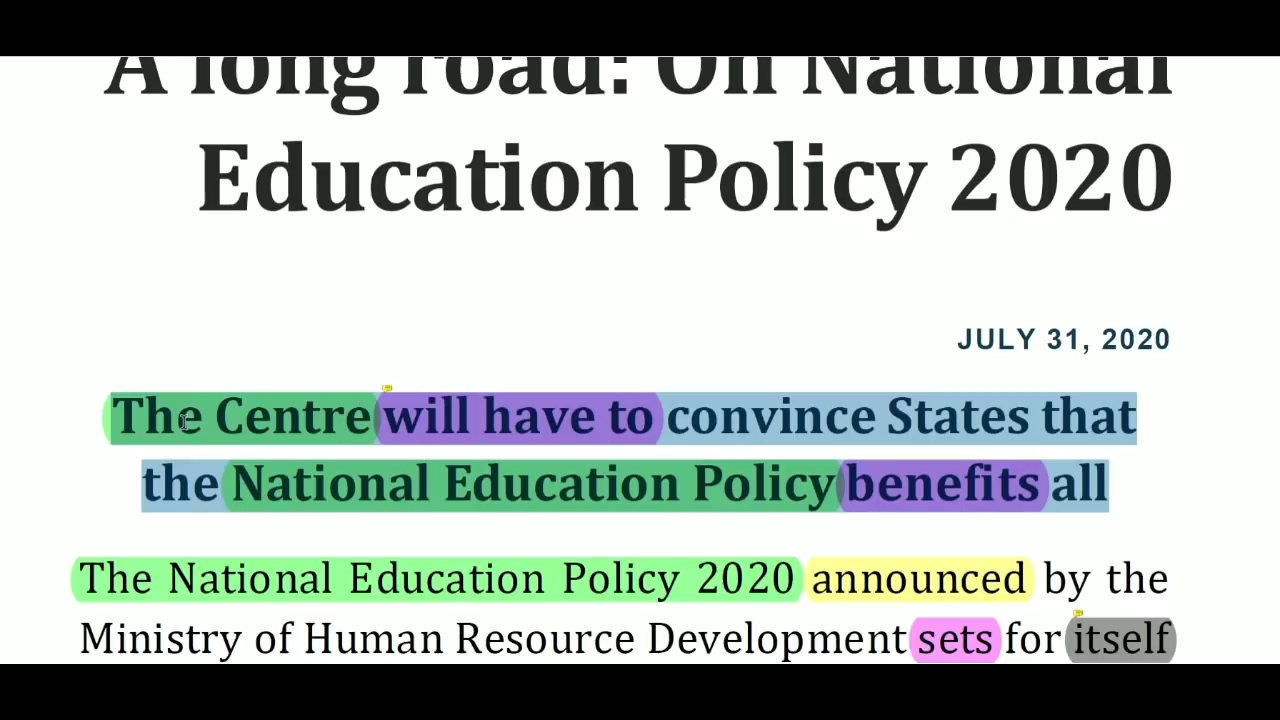 A long road: On National
Education Policy 2020
JULY 31, 2020
The Centre will have to convince States that
the National Education Policy benefits all
The National Education Policy 2020 announced by the
Ministry of Human Resource Development sets for itself